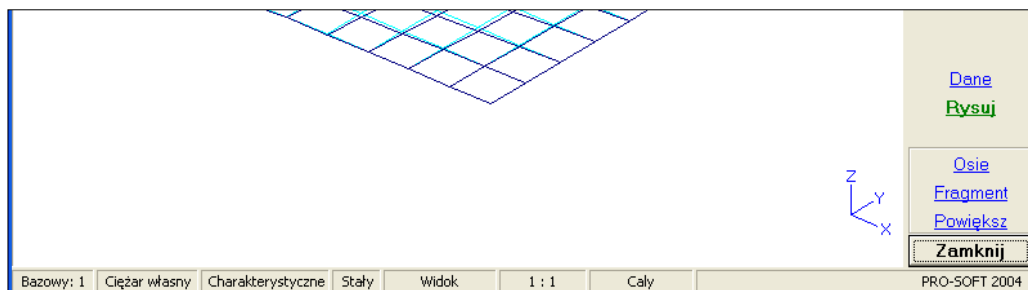 Dane
Rysuj
Osie
Fragment
Powiększ
Zamknij
Z
Y
X
Bazowy: 1 Ciężar własny Charakterystyczne Stały Widok 1 : 1 Cały PRO-SOFT 2004